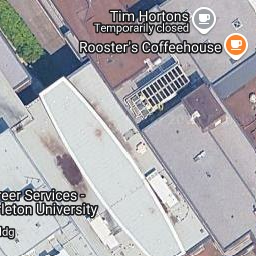 Tim Hortons
Temporarily closed
Rooster's Coffeehouse
reer Services -
rleton University
ldg